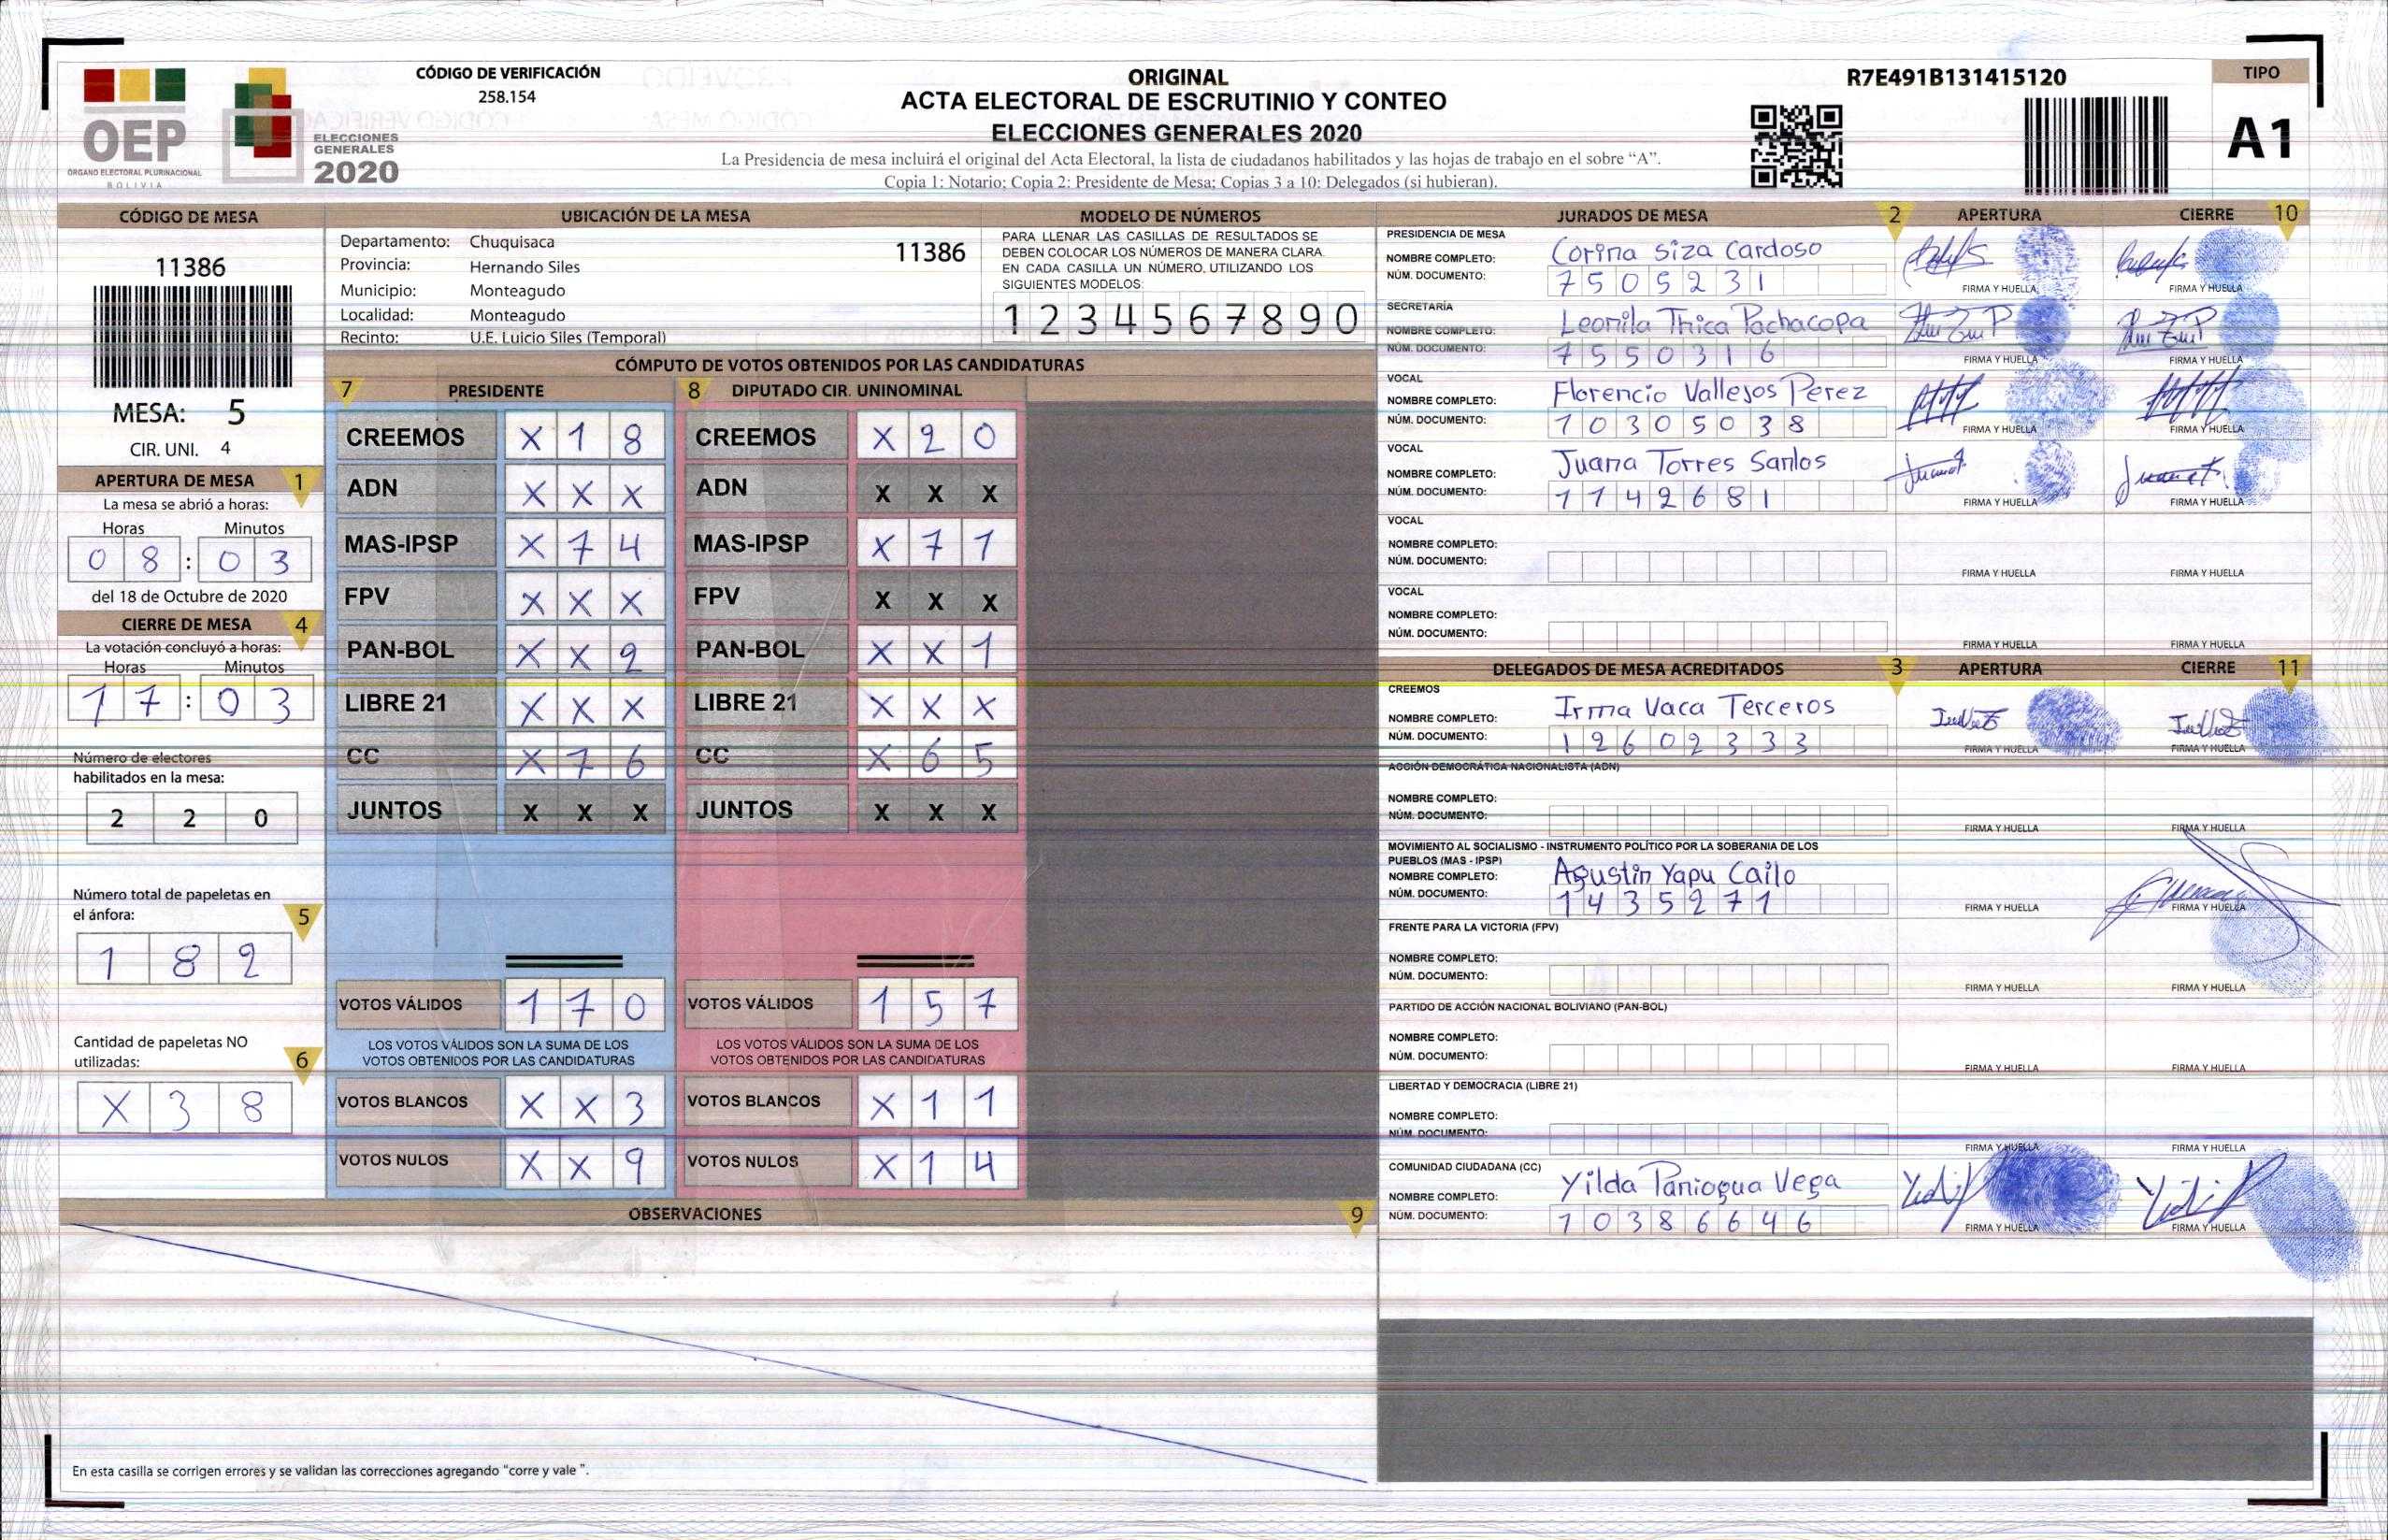 CÓDIGO DE VERIFICACIÓN
258.154
OEP
ÓRGANO ELECTORAL PLURINACIONAL
BOLIVIA
ELECCIONES
GENERALES
2020
ORIGINAL
ACTA ELECTORAL DE ESCRUTINIO Y CONTEO
ELECCIONES GENERALES 2020
La Presidencia de mesa incluirá el original del Acta Electoral, la lista de ciudadanos habilitados y las hojas de trabajo en el sobre “A”.
Copia 1: Notario; Copia 2: Presidente de Mesa; Copias 3 a 10: Delegados (si hubieran).
R7E491B131415120
TIPO
A1
CÓDIGO DE MESA
11386
MESA: 5
CIR. UNI. 4
APERTURA DE MESA 1
La mesa se abrió a horas:
Horas Minutos
0 8 : 0 3
del 18 de Octubre de 2020
CIERRE DE MESA 4
La votación concluyó a horas:
Horas Minutos
1 7 : 0 3
Número de electores
habilitados en la mesa:
2 2 0
Número total de papeletas en
el ánfora: 5
1 8 2
Cantidad de papeletas NO
utilizadas: 6
X 3 8
UBICACIÓN DE LA MESA
Departamento: Chuquisaca 11386
Provincia: Hernando Siles
Municipio: Monteagudo
Localidad: Monteagudo
Recinto: U.E. Luicio Siles (Temporal)
MODELO DE NÚMEROS
PARA LLENAR LAS CASILLAS DE RESULTADOS SE
DEBEN COLOCAR LOS NÚMEROS DE MANERA CLARA.
EN CADA CASILLA UN NÚMERO, UTILIZANDO LOS
SIGUIENTES MODELOS:
1 2 3 4 5 6 7 8 9 0
CÓMPUTO DE VOTOS OBTENIDOS POR LAS CANDIDATURAS
7 PRESIDENTE 8 DIPUTADO CIR. UNINOMINAL
CREEMOS X 1 8 CREEMOS X 2 0
ADN X X X ADN X X X
MAS-IPSP X 7 4 MAS-IPSP X 7 1
FPV X X X FPV X X X
PAN-BOL X X 2 PAN-BOL X X 1
LIBRE 21 X X X LIBRE 21 X X X
CC X 7 6 CC X 6 5
JUNTOS X X X JUNTOS X X X
VOTOS VÁLIDOS 1 7 0 VOTOS VÁLIDOS 1 5 7
LOS VOTOS VÁLIDOS SON LA SUMA DE LOS LOS VOTOS VÁLIDOS SON LA SUMA DE LOS
VOTOS OBTENIDOS POR LAS CANDIDATURAS VOTOS OBTENIDOS POR LAS CANDIDATURAS
VOTOS BLANCOS X X 3 VOTOS BLANCOS X 1 1
VOTOS NULOS X X 9 VOTOS NULOS X 1 4
OBSERVACIONES 9
En esta casilla se corrigen errores y se validan las correcciones agregando “corre y vale ”.
JURADOS DE MESA 2 APERTURA CIERRE 10
PRESIDENCIA DE MESA
NOMBRE COMPLETO: Corina Siza Cardoso
NÚM. DOCUMENTO: 7 5 0 5 2 3 1
FIRMA Y HUELLA FIRMA Y HUELLA
SECRETARÍA
NOMBRE COMPLETO: Leonila Thica Pachacopa
NÚM. DOCUMENTO: 7 5 5 0 3 1 6
FIRMA Y HUELLA FIRMA Y HUELLA
VOCAL
NOMBRE COMPLETO: Florencio Vallejos Perez
NÚM. DOCUMENTO: 1 0 3 0 5 0 3 8
FIRMA Y HUELLA FIRMA Y HUELLA
VOCAL
NOMBRE COMPLETO: Juana Torres Santos
NÚM. DOCUMENTO: 1 1 4 2 6 8 1
FIRMA Y HUELLA FIRMA Y HUELLA
VOCAL
NOMBRE COMPLETO:
NÚM. DOCUMENTO:
FIRMA Y HUELLA FIRMA Y HUELLA
VOCAL
NOMBRE COMPLETO:
NÚM. DOCUMENTO:
FIRMA Y HUELLA FIRMA Y HUELLA
DELEGADOS DE MESA ACREDITADOS 3 APERTURA CIERRE 11
CREEMOS
NOMBRE COMPLETO: Irma Vaca Terceros
NÚM. DOCUMENTO: 1 2 6 0 2 3 3 3
FIRMA Y HUELLA FIRMA Y HUELLA
ACCIÓN DEMOCRÁTICA NACIONALISTA (ADN)
NOMBRE COMPLETO:
NÚM. DOCUMENTO:
FIRMA Y HUELLA FIRMA Y HUELLA
MOVIMIENTO AL SOCIALISMO - INSTRUMENTO POLÍTICO POR LA SOBERANIA DE LOS
PUEBLOS (MAS - IPSP)
NOMBRE COMPLETO: Agustin Yapu Cailo
NÚM. DOCUMENTO: 1 4 3 5 2 7 1
FIRMA Y HUELLA FIRMA Y HUELLA
FRENTE PARA LA VICTORIA (FPV)
NOMBRE COMPLETO:
NÚM. DOCUMENTO:
FIRMA Y HUELLA FIRMA Y HUELLA
PARTIDO DE ACCIÓN NACIONAL BOLIVIANO (PAN-BOL)
NOMBRE COMPLETO:
NÚM. DOCUMENTO:
FIRMA Y HUELLA FIRMA Y HUELLA
LIBERTAD Y DEMOCRACIA (LIBRE 21)
NOMBRE COMPLETO:
NÚM. DOCUMENTO:
FIRMA Y HUELLA FIRMA Y HUELLA
COMUNIDAD CIUDADANA (CC)
NOMBRE COMPLETO: Yilda Paniogua Vega
NÚM. DOCUMENTO: 1 0 3 8 6 6 4 6
FIRMA Y HUELLA FIRMA Y HUELLA